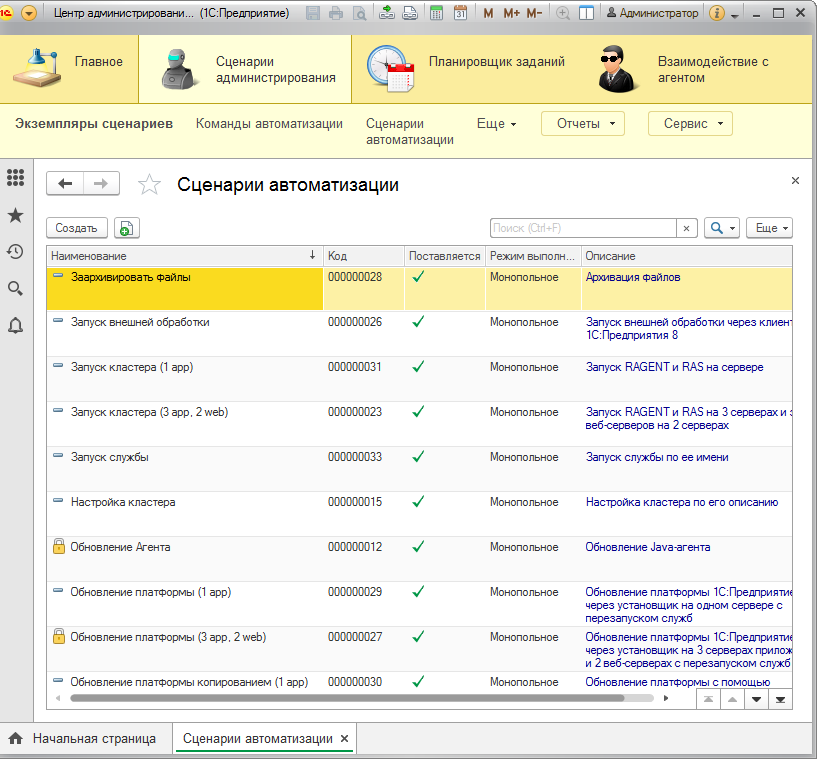 Центр администрировани... (1С:Предприятие)
M M+ M-
Администратор
Главное
Сценарии
администрирования
Планировщик заданий
Взаимодействие с
агентом
Экземпляры сценариев
Команды автоматизации
Сценарии
автоматизации
Еще
Отчеты
Сервис
Сценарии автоматизации
Создать
Поиск (Ctrl+F)
Еще
Наименование Код Поставляется Режим выполн... Описание
Заархивировать файлы 000000028 Монопольное Архивация файлов
Запуск внешней обработки 000000026 Монопольное Запуск внешней обработки через клиент
1С:Предприятия 8
Запуск кластера (1 app) 000000031 Монопольное Запуск RAGENT и RAS на сервере
Запуск кластера (3 app, 2 web) 000000023 Монопольное Запуск RAGENT и RAS на 3 серверах и
веб-серверов на 2 серверах
Запуск службы 000000033 Монопольное Запуск службы по ее имени
Настройка кластера 000000015 Монопольное Настройка кластера по его описанию
Обновление Агента 000000012 Монопольное Обновление Java-агента
Обновление платформы (1 app) 000000029 Монопольное Обновление платформы 1С:Предприятие
через установщик на одном сервере с
перезапуском служб
Обновление платформы (3 app, 2 web) 000000027 Монопольное Обновление платформы 1С:Предприятие
через установщик на 3 серверах прилож
и 2 веб-серверах с перезапуском служб
Обновление платформы копированием (1 app) 000000030 Монопольное Обновление платформы с помощью
Начальная страница
Сценарии автоматизации